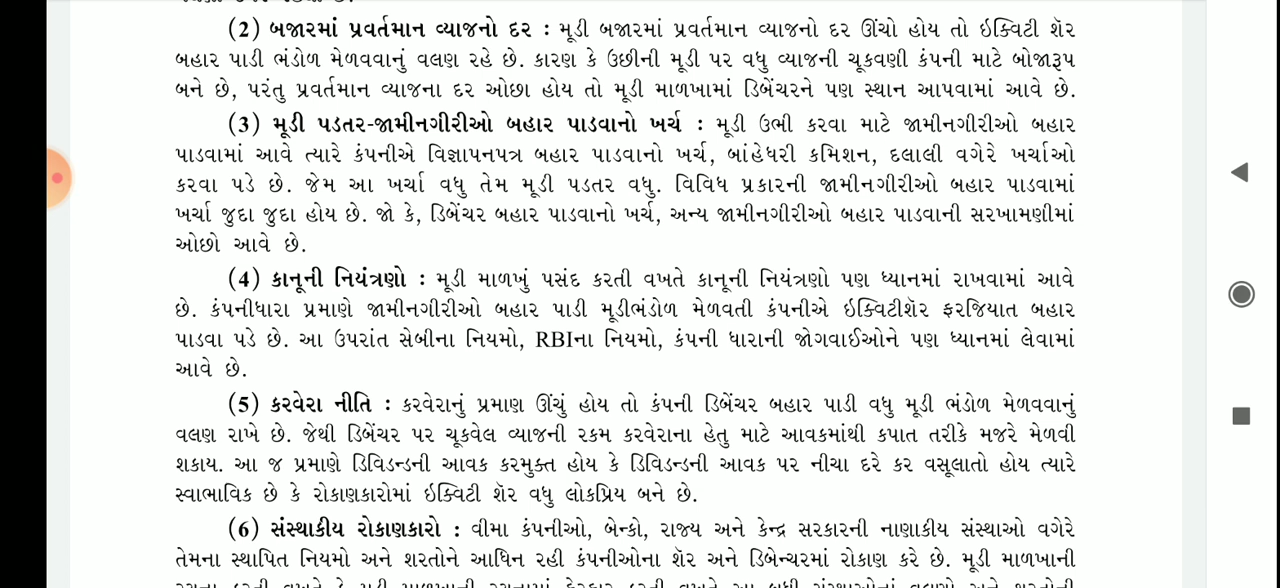 (2) બજારમાં પ્રવર્તમાન વ્યાજનો દર : મૂડી બજારમાં પ્રવર્તમાન વ્યાજનો દર ઊંચો હોય તો ઇક્વિટી શૅર
બહાર પાડી ભંડોળ મેળવવાનું વલણ રહે છે. કારણ કે ઉછીની મૂડી પર વધુ વ્યાજની ચૂકવણી કંપની માટે બોજારૂપ
બને છે, પરંતુ પ્રવર્તમાન વ્યાજના દર ઓછા હોય તો મૂડી માળખામાં ડિબેંચરને પણ સ્થાન આપવામાં આવે છે.
(3) મૂડી પડતર-જામીનગીરીઓ બહાર પાડવાનો ખર્ચ : મૂડી ઉભી કરવા માટે જામીનગીરીઓ બહાર
પાડવામાં આવે ત્યારે કંપનીએ વિજ્ઞાપનપત્ર બહાર પાડવાનો ખર્ચ, બાંહેધરી કમિશન, દલાલી વગેરે ખર્ચાઓ
કરવા પડે છે. જેમ આ ખર્ચા વધુ તેમ મૂડી પડતર વધુ. વિવિધ પ્રકારની જામીનગીરીઓ બહાર પાડવામાં
ખર્ચા જુદા જુદા હોય છે. જો કે, ડિબેંચર બહાર પાડવાનો ખર્ચ, અન્ય જામીનગીરીઓ બહાર પાડવાની સરખામણીમાં
ઓછો આવે છે.
(4) કાનૂની નિયંત્રણો : મૂડી માળખું પસંદ કરતી વખતે કાનૂની નિયંત્રણો પણ ધ્યાનમાં રાખવામાં આવે
છે. કંપનીધારા પ્રમાણે જામીનગીરીઓ બહાર પાડી મૂડીભંડોળ મેળવતી કંપનીએ ઇક્વિટીશૅર ફરજિયાત બહાર
પાડવા પડે છે. આ ઉપરાંત સેબીના નિયમો, RBIના નિયમો, કંપની ધારાની જોગવાઈઓને પણ ધ્યાનમાં લેવામાં
આવે છે.
(5) કરવેરા નીતિ : કરવેરાનું પ્રમાણ ઊંચું હોય તો કંપની ડિબેંચર બહાર પાડી વધુ મૂડી ભંડોળ મેળવવાનું
વલણ રાખે છે. જેથી ડિબેંચર પર ચૂકવેલ વ્યાજની રકમ કરવેરાના હેતુ માટે આવકમાંથી કપાત તરીકે મજરે મેળવી
શકાય. આ જ પ્રમાણે ડિવિડન્ડની આવક કરમુક્ત હોય કે ડિવિડન્ડની આવક પર નીચા દરે કર વસૂલાતો હોય ત્યારે
સ્વાભાવિક છે કે રોકાણકારોમાં ઇક્વિટી શૅર વધુ લોકપ્રિય બને છે.
(6) સંસ્થાકીય રોકાણકારો : વીમા કંપનીઓ, બેન્કો, રાજ્ય અને કેન્દ્ર સરકારની નાણાકીય સંસ્થાઓ વગેરે
તેમના સ્થાપિત નિયમો અને શરતોને આધિન રહી કંપનીઓના શૅર અને ડિબેન્ચરમાં રોકાણ કરે છે. મૂડી માળખાની